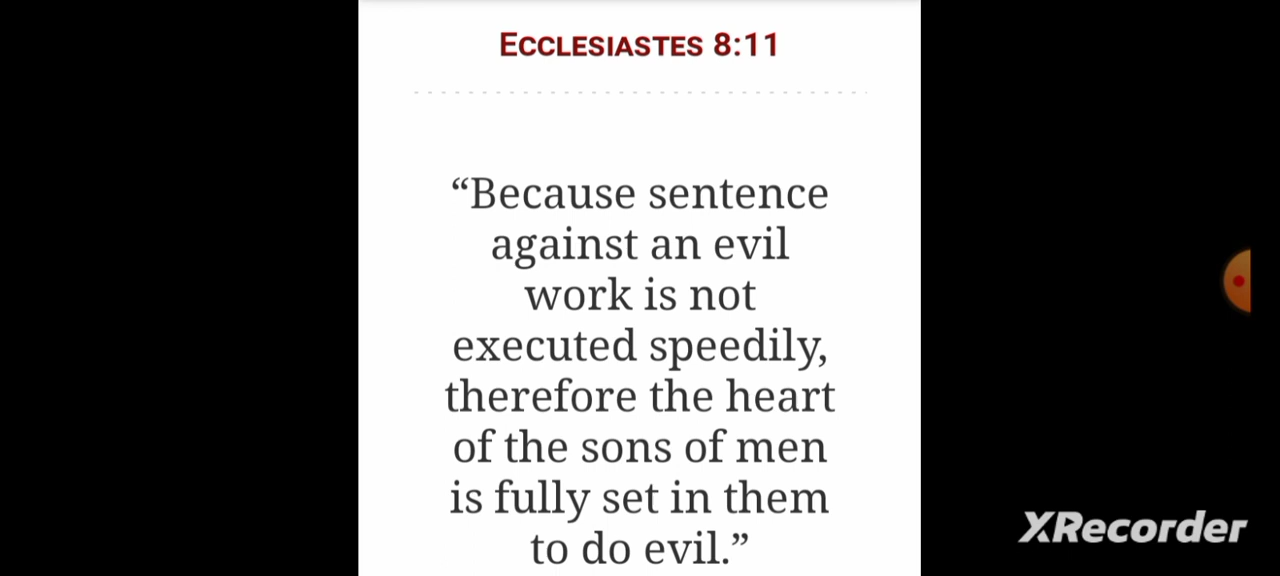 ECCLESIASTES 8:11
“Because sentence
against an evil
work is not
executed speedily,
therefore the heart
of the sons of men
is fully set in them
to do evil.”
XRecorder